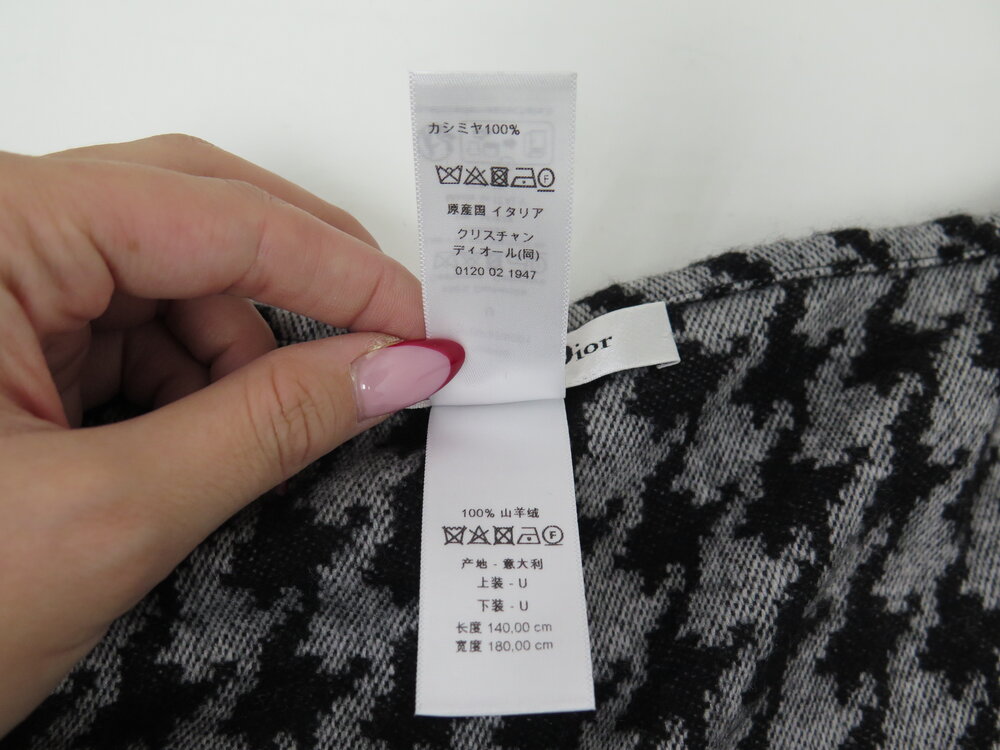 カシミヤ100%
F
原産国 イタリア
クリスチャン
ディオール(同)
0120 02 1947
Dior
100% 山羊绒
F
产地 - 意大利
上装 - U
下装 - U
长度 140,00 cm
宽度 180,00 cm